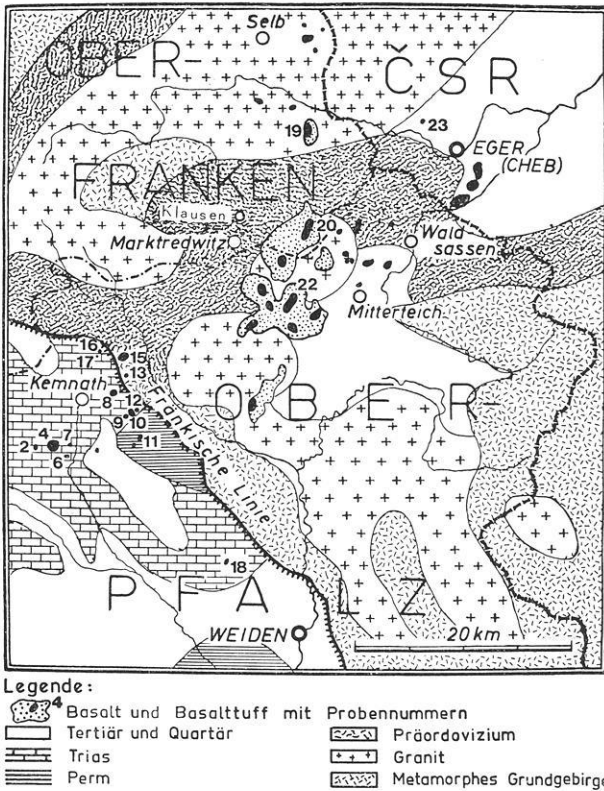 Selb
OBER-
ČSR
19
23
EGER
(CHEB)
FRANKEN
Klausen
20
Marktredwitz
Wald
sassen
22
Mitterteich
16
17
15
13
Kemnath
8
12
OBER-
9 10
4 7
11
2
6
Fränkische Linie
18
PFALZ
20 km
WEIDEN
Legende:
4
Basalt und Basalttuff mit Probennummern
Tertiär und Quartär
Präordovizium
Trias
Granit
Perm
Metamorphes Grundgebirge